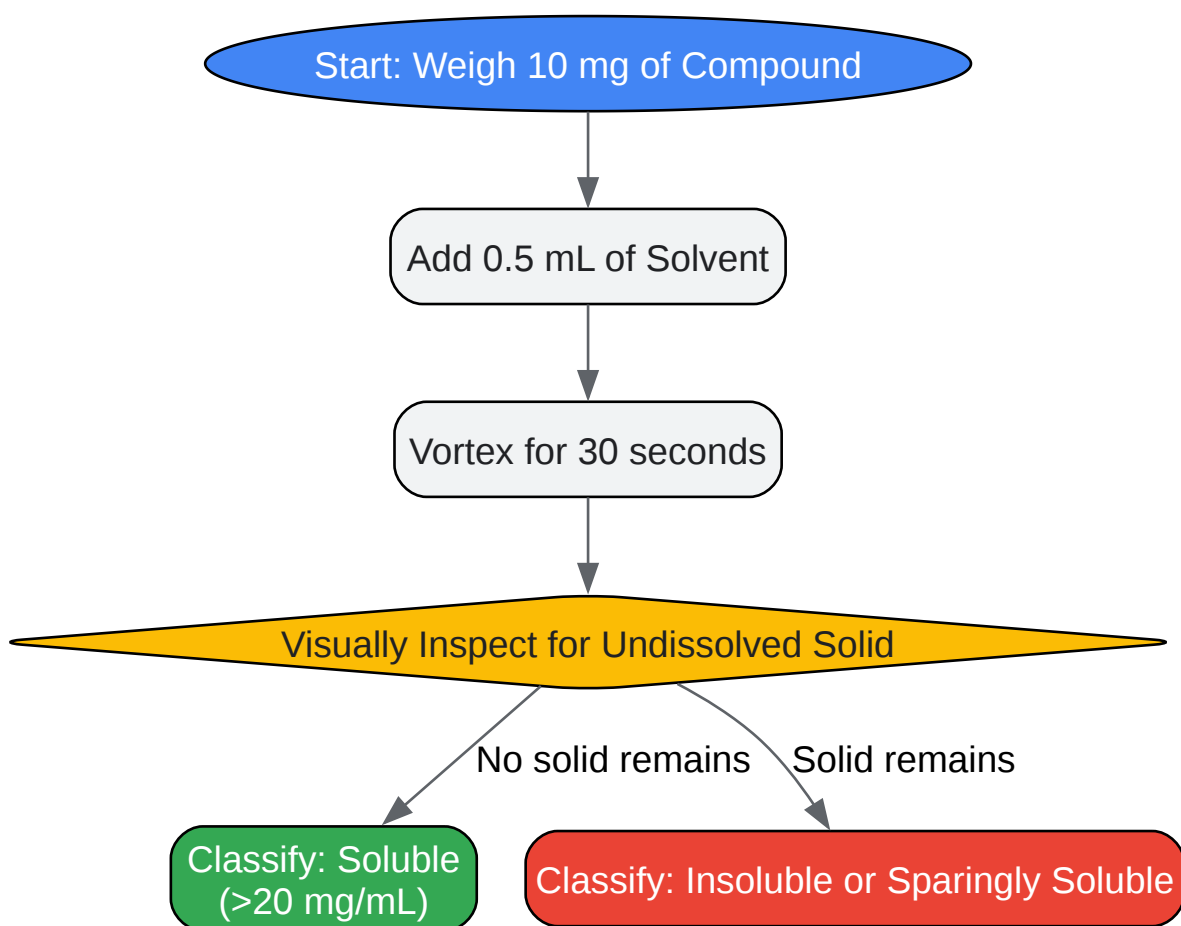 Start: Weigh 10 mg of Compound
Add 0.5 mL of Solvent
Vortex for 30 seconds
Visually Inspect for Undissolved Solid
No solid remains
Solid remains
Classify: Soluble
(>20 mg/mL)
Classify: Insoluble or Sparingly Soluble